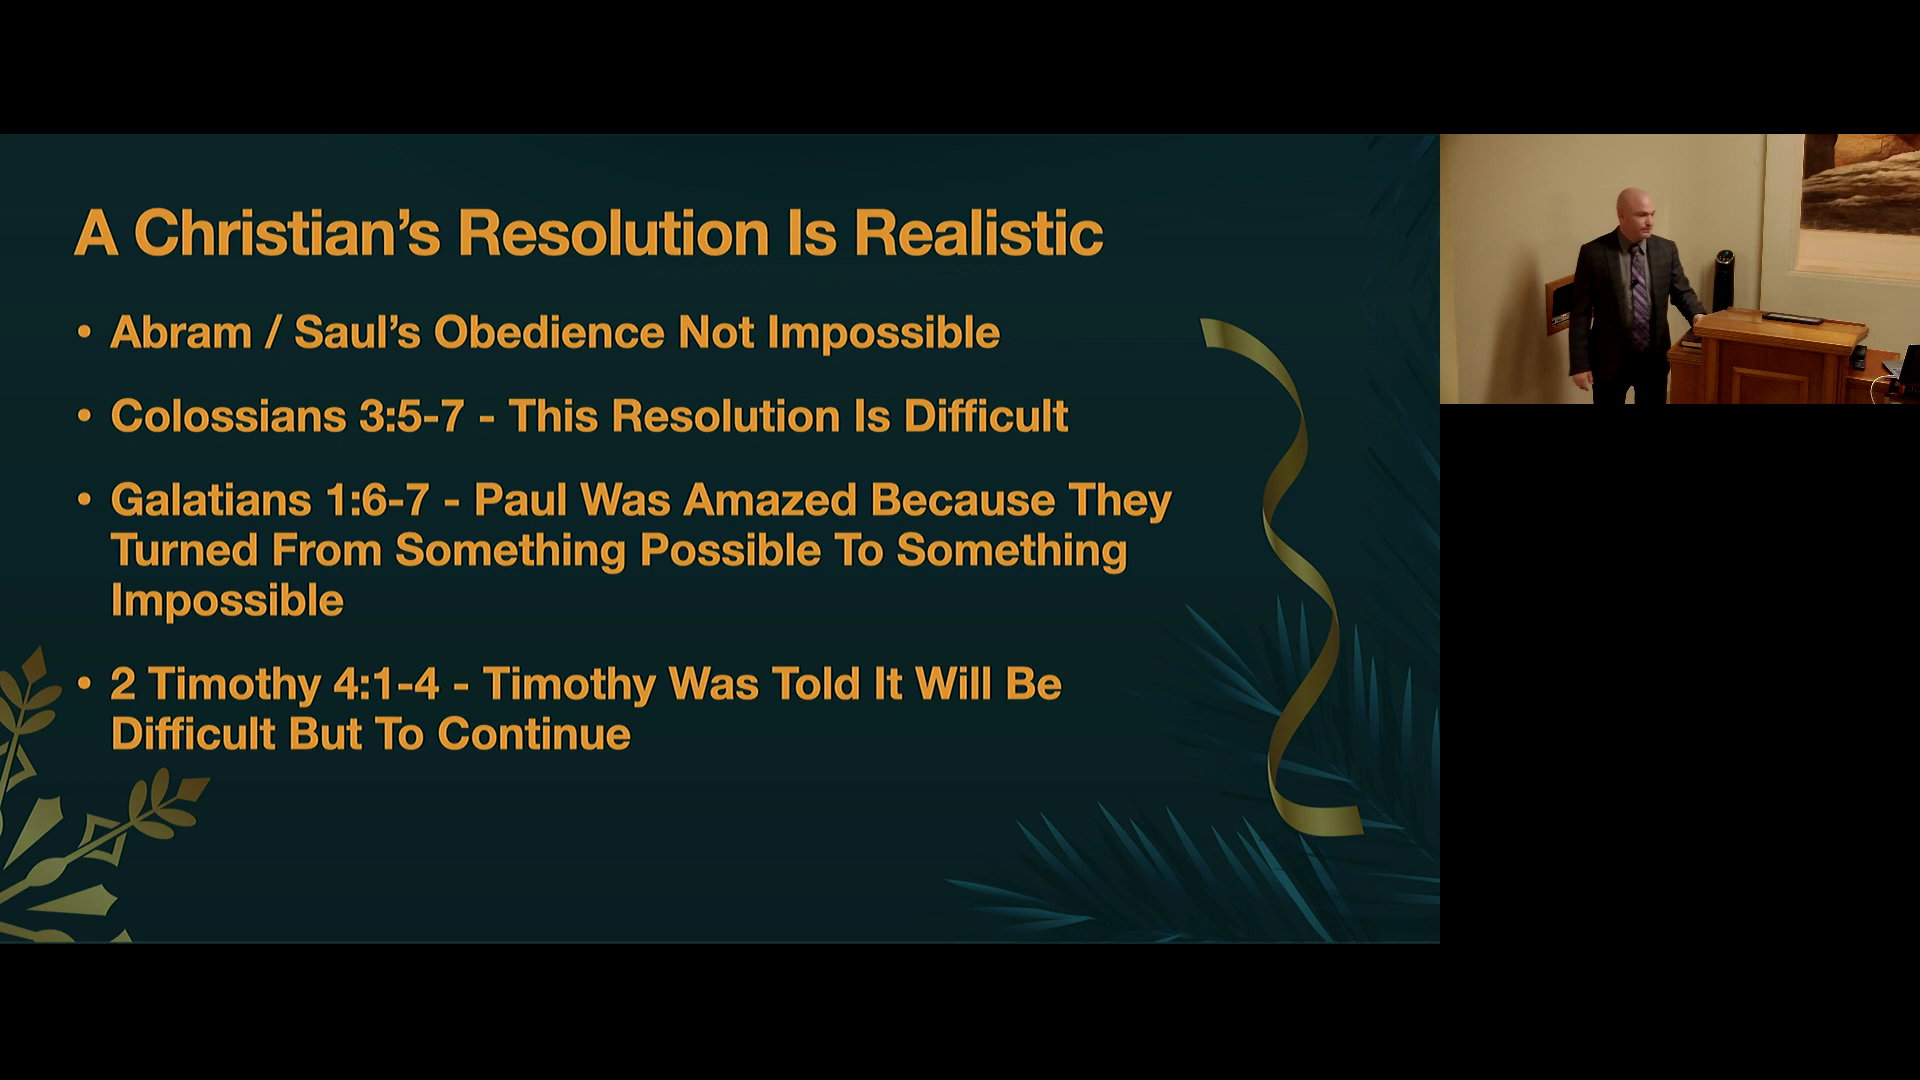 A Christian’s Resolution Is Realistic
• Abram / Saul’s Obedience Not Impossible
• Colossians 3:5-7 - This Resolution Is Difficult
• Galatians 1:6-7 - Paul Was Amazed Because They
Turned From Something Possible To Something
Impossible
• 2 Timothy 4:1-4 - Timothy Was Told It Will Be
Difficult But To Continue